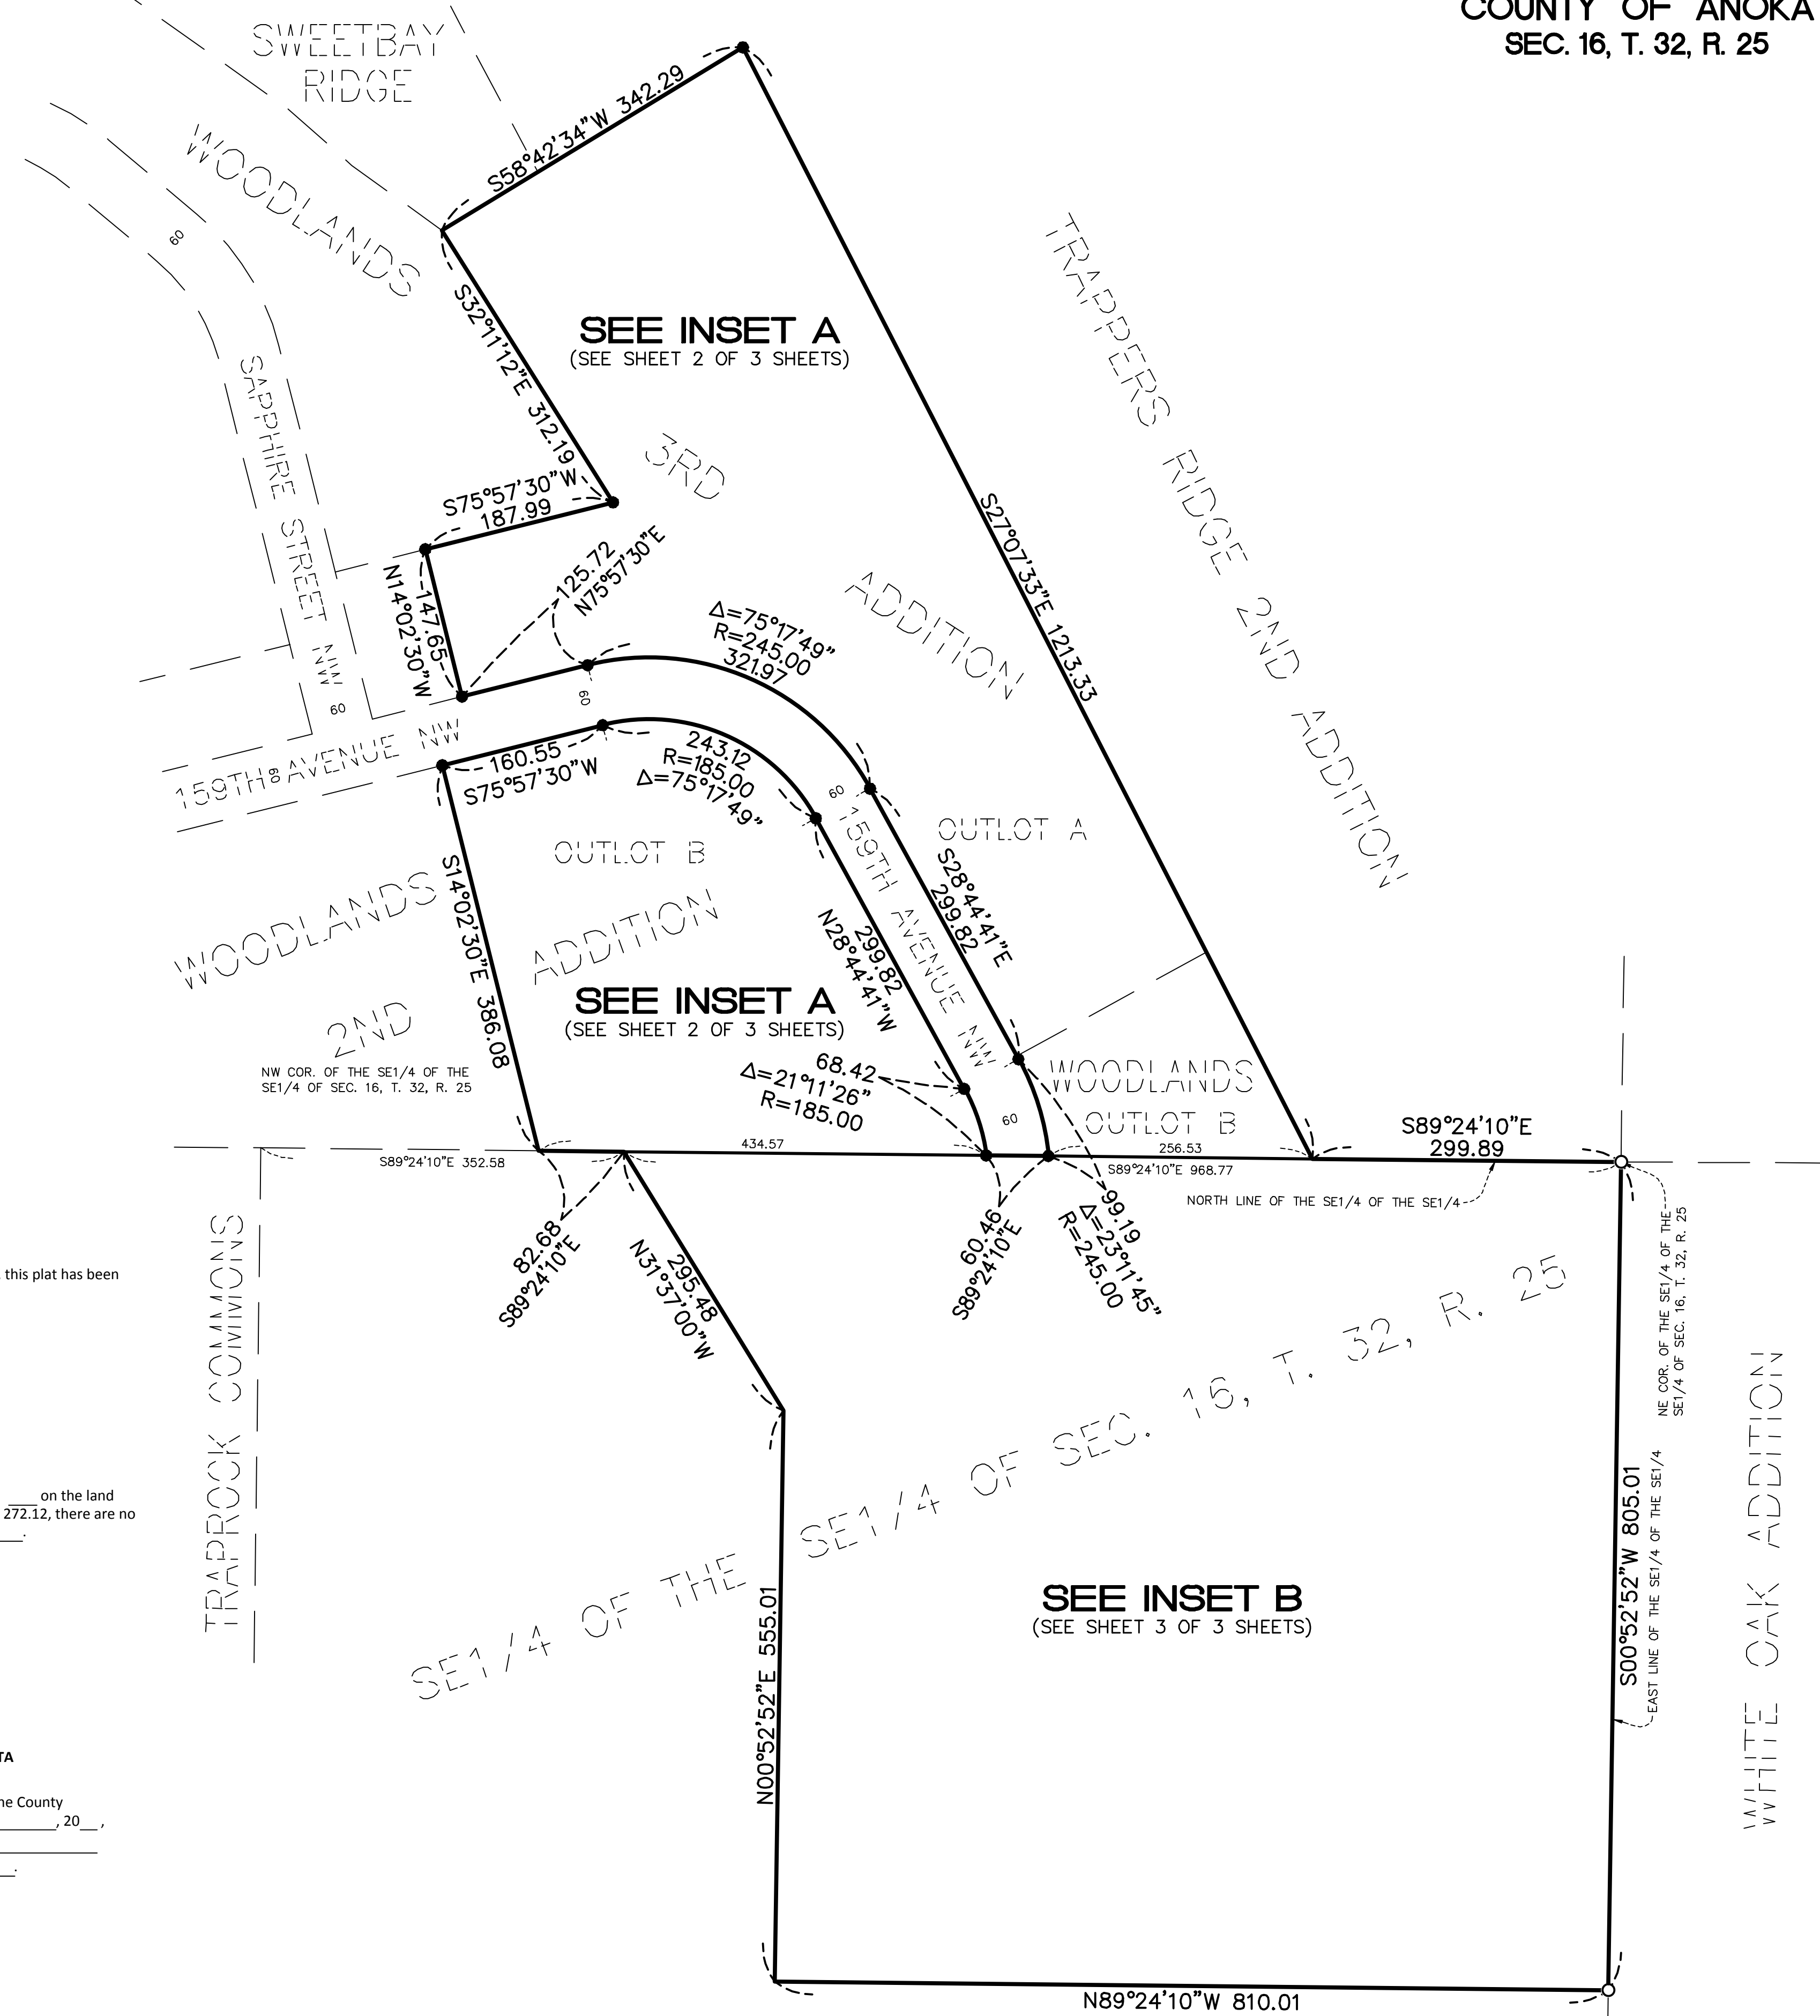 COUNTY OF ANOKA
SEC. 16, T. 32, R. 25
SWEETBAY
RIDGE
S58°42'34"W 342.29
WOODLANDS
60
S32°11'12"E 312.19
SEE INSET A
(SEE SHEET 2 OF 3 SHEETS)
TRAPPERS RIDGE 2ND ADDITION
SAPPHIRE STREET NW
60
3RD
ADDITION
S75°57'30"W
187.99
125.72
N75°57'30"E
S27°07'33"E 1213.33
N14°02'30"W
147.65
Δ=75°17'49"
R=245.00
321.97
60
159TH AVENUE NW
60
160.55
S75°57'30"W
243.12
R=185.00
Δ=75°17'49"
60
OUTLOT A
OUTLOT B
159TH AVENUE NW
S28°44'41"E
299.82
S14°02'30"E 386.08
299.82
N28°44'41"W
WOODLANDS
ADDITION
2ND
SEE INSET A
(SEE SHEET 2 OF 3 SHEETS)
NW COR. OF THE SE1/4 OF THE
SE1/4 OF SEC. 16, T. 32, R. 25
68.42
Δ=21°11'26"
R=185.00
60
WOODLANDS
OUTLOT B
S89°24'10"E
299.89
434.57
256.53
S89°24'10"E 352.58
S89°24'10"E 968.77
NORTH LINE OF THE SE1/4 OF THE SE1/4
82.68
S89°24'10"E
295.48
N31°37'00"W
60.46
S89°24'10"E
99.19
Δ=23°11'45"
R=245.00
NE COR. OF THE SE1/4 OF THE
SE1/4 OF SEC. 16, T. 32, R. 25
this plat has been
TRAPROCK COMMONS
SE1/4 OF THE SE1/4 OF SEC. 16, T. 32, R. 25
WHITE OAK ADDITION
S00°52'52"W 805.01
EAST LINE OF THE SE1/4 OF THE SE1/4
____ on the land
272.12, there are no
____.
N00°52'52"E 555.01
SEE INSET B
(SEE SHEET 3 OF 3 SHEETS)
TA
he County
________, 20__ ,
N89°24'10"W 810.01